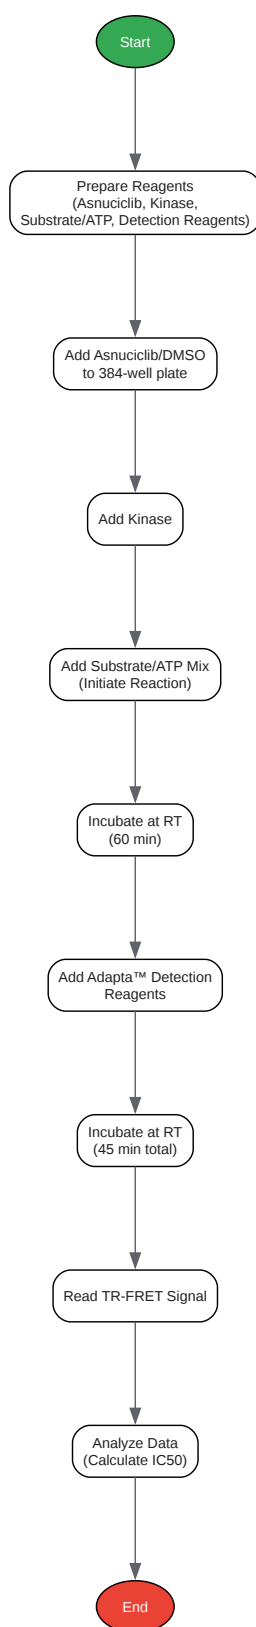 Start
Prepare Reagents
(Asnuciclib, Kinase,
Substrate/ATP, Detection Reagents)
Add Asnuciclib/DMSO
to 384-well plate
Add Kinase
Add Substrate/ATP Mix
(Initiate Reaction)
Incubate at RT
(60 min)
Add Adapta™ Detection
Reagents
Incubate at RT
(45 min total)
Read TR-FRET Signal
Analyze Data
(Calculate IC50)
End